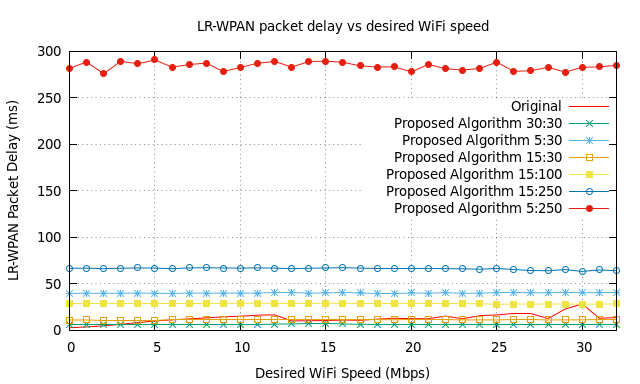 LR-WPAN packet delay vs desired WiFi speed
300
250
200
150
100
50
0
LR-WPAN Packet Delay (ms)
Original
Proposed Algorithm 30:30
Proposed Algorithm 5:30
Proposed Algorithm 15:30
Proposed Algorithm 15:100
Proposed Algorithm 15:250
Proposed Algorithm 5:250
0 5 10 15 20 25 30
Desired WiFi Speed (Mbps)